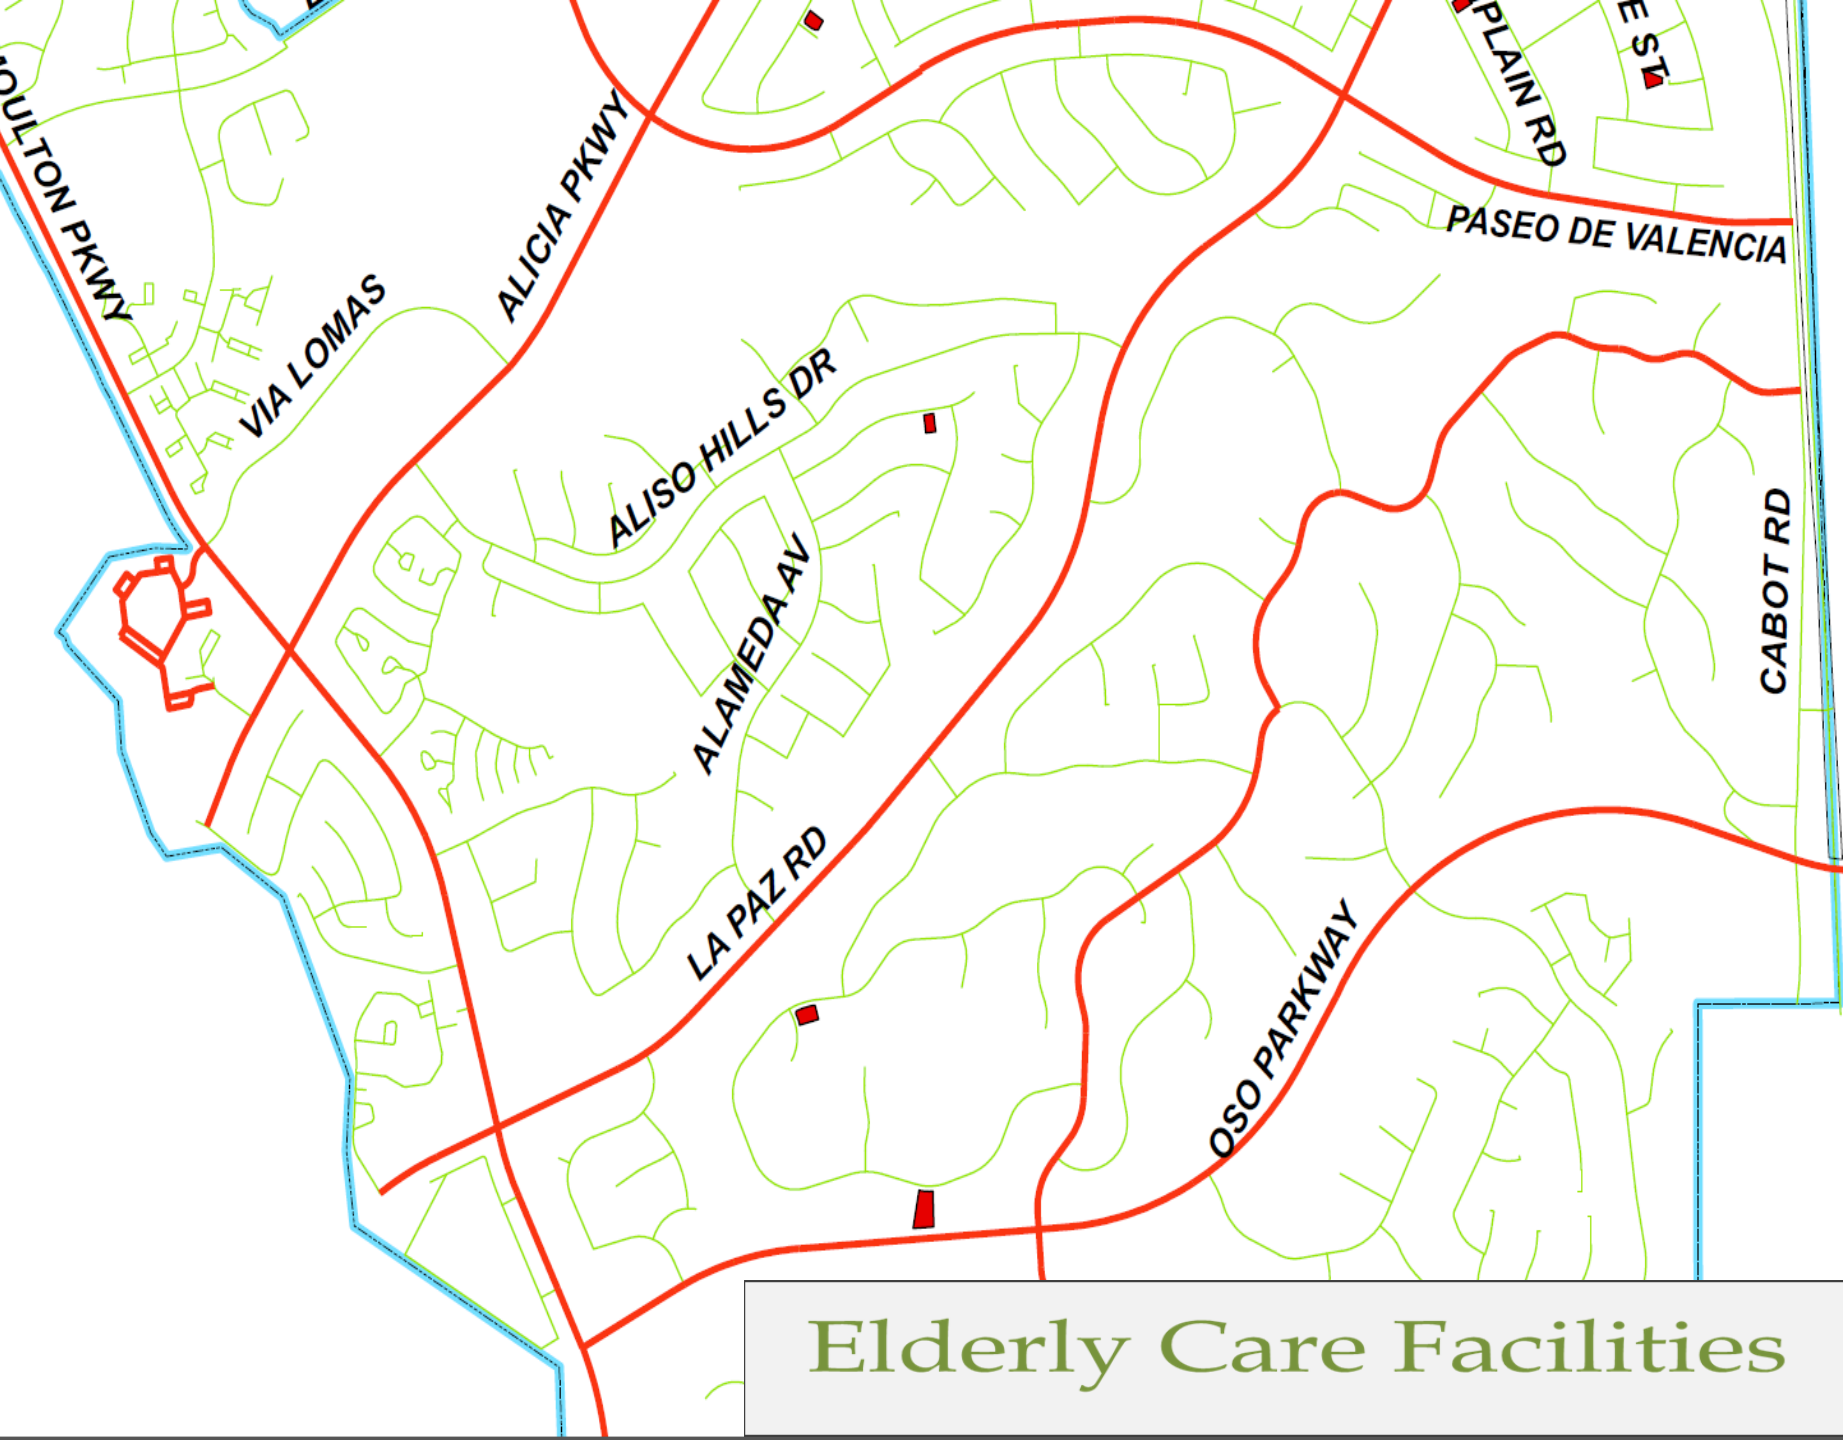 PLAIN RD
E ST
OULTON PKWY
ALICIA PKWY
PASEO DE VALENCIA
VIA LOMAS
ALISO HILLS DR
ALAMEDA AV
CABOT RD
LA PAZ RD
OSO PARKWAY
Elderly Care Facilities